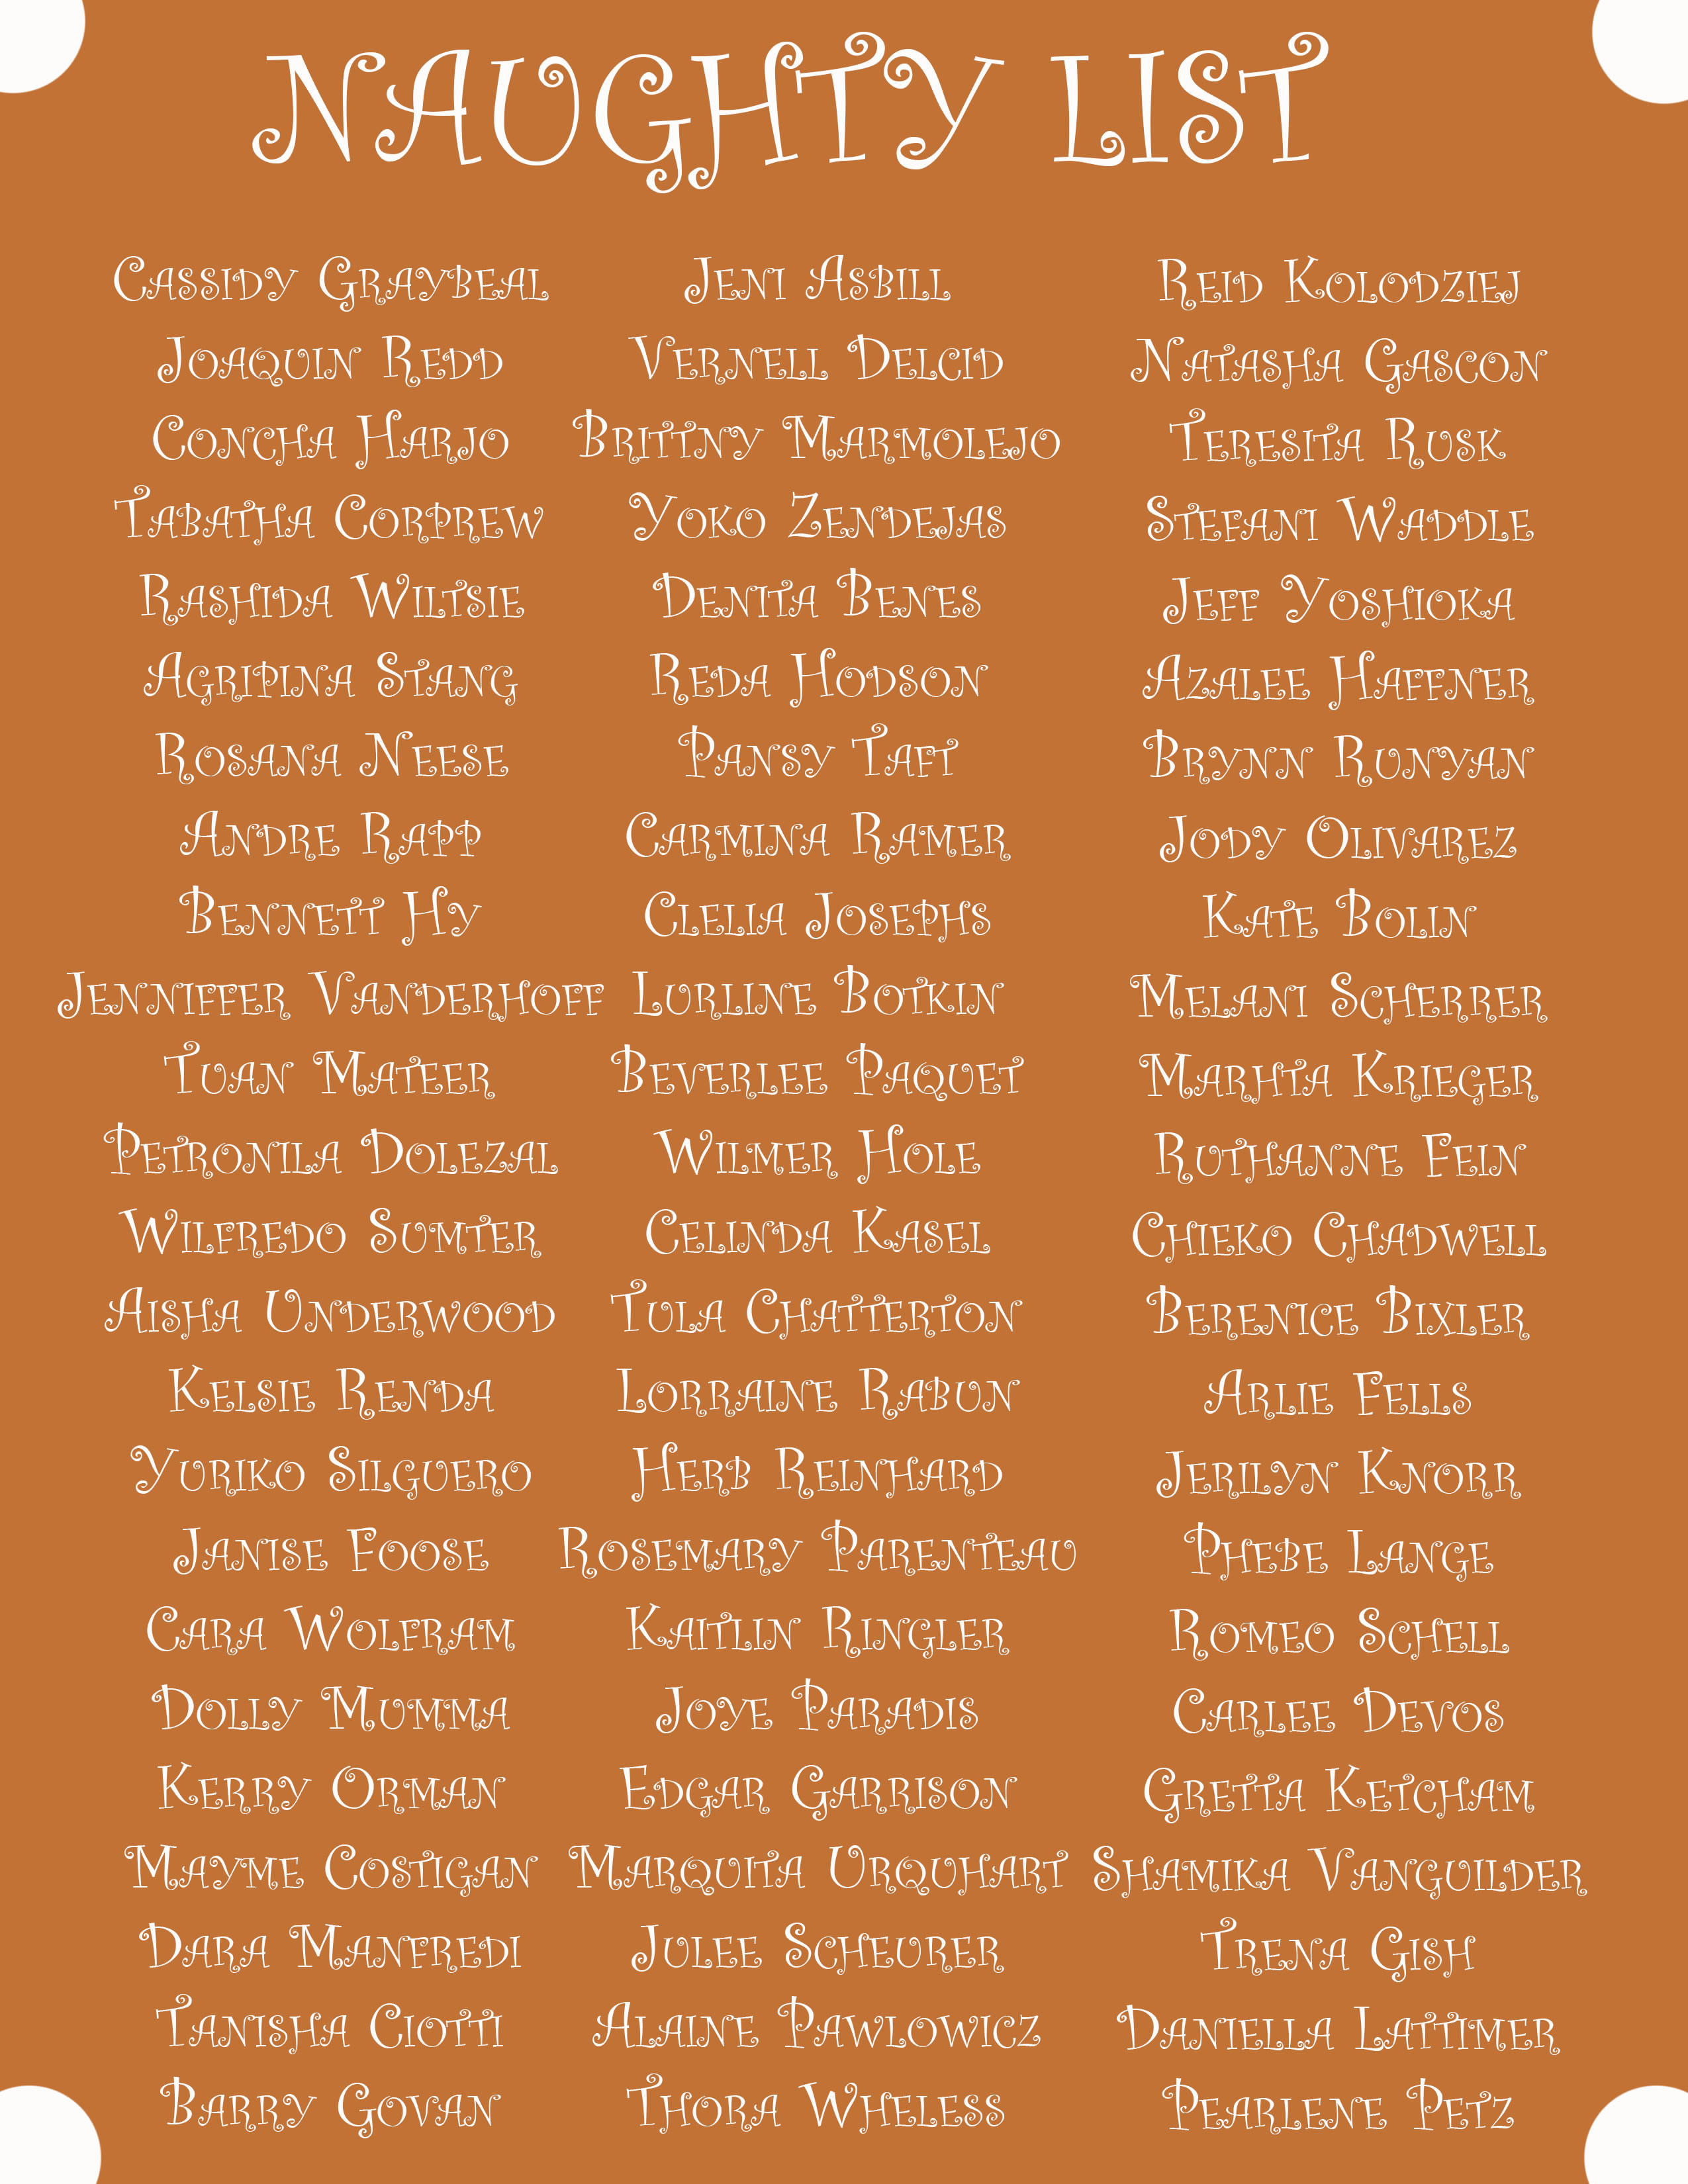 NAUGHTY LIST
Cassidy Graybeal
Joaquin Redd
Concha Harjo
Tabatha Corprew
Rashida Wiltsie
Agripina Stang
Rosana Neese
Andre Rapp
Bennett Hy
Jenniffer Vanderhoff
Tuan Mateer
Petronila Dolezal
Wilfredo Sumter
Aisha Underwood
Kelsie Renda
Yuriko Silguero
Janise Foose
Cara Wolfram
Dolly Mumma
Kerry Orman
Mayme Costigan
Dara Manfredi
Tanisha Ciotti
Barry Govan
Jeni Asbill
Vernell Delcid
Brittny Marmolejo
Yoko Zendejas
Denita Benes
Reda Hodson
Pansy Taft
Carmina Ramer
Clelia Josephs
Lurline Botkin
Beverlee Paquet
Wilmer Hole
Celinda Kasel
Tula Chatterton
Lorraine Rabun
Herb Reinhard
Rosemary Parenteau
Kaitlin Ringler
Joye Paradis
Edgar Garrison
Marquita Urquhart
Julee Scheurer
Alaine Pawlowicz
Thora Wheless
Reid Kolodziej
Natasha Gascon
Teresita Rusk
Stefani Waddle
Jeff Yoshioka
Azalee Haffner
Brynn Runyan
Jody Olivarez
Kate Bolin
Melani Scherrer
Marhta Krieger
Ruthanne Fein
Chieko Chadwell
Berenice Bixler
Arlie Fells
Jerilyn Knorr
Phebe Lange
Romeo Schell
Carlee Devos
Gretta Ketcham
Shamika Vanguilder
Trena Gish
Daniella Lattimer
Pearlene Petz